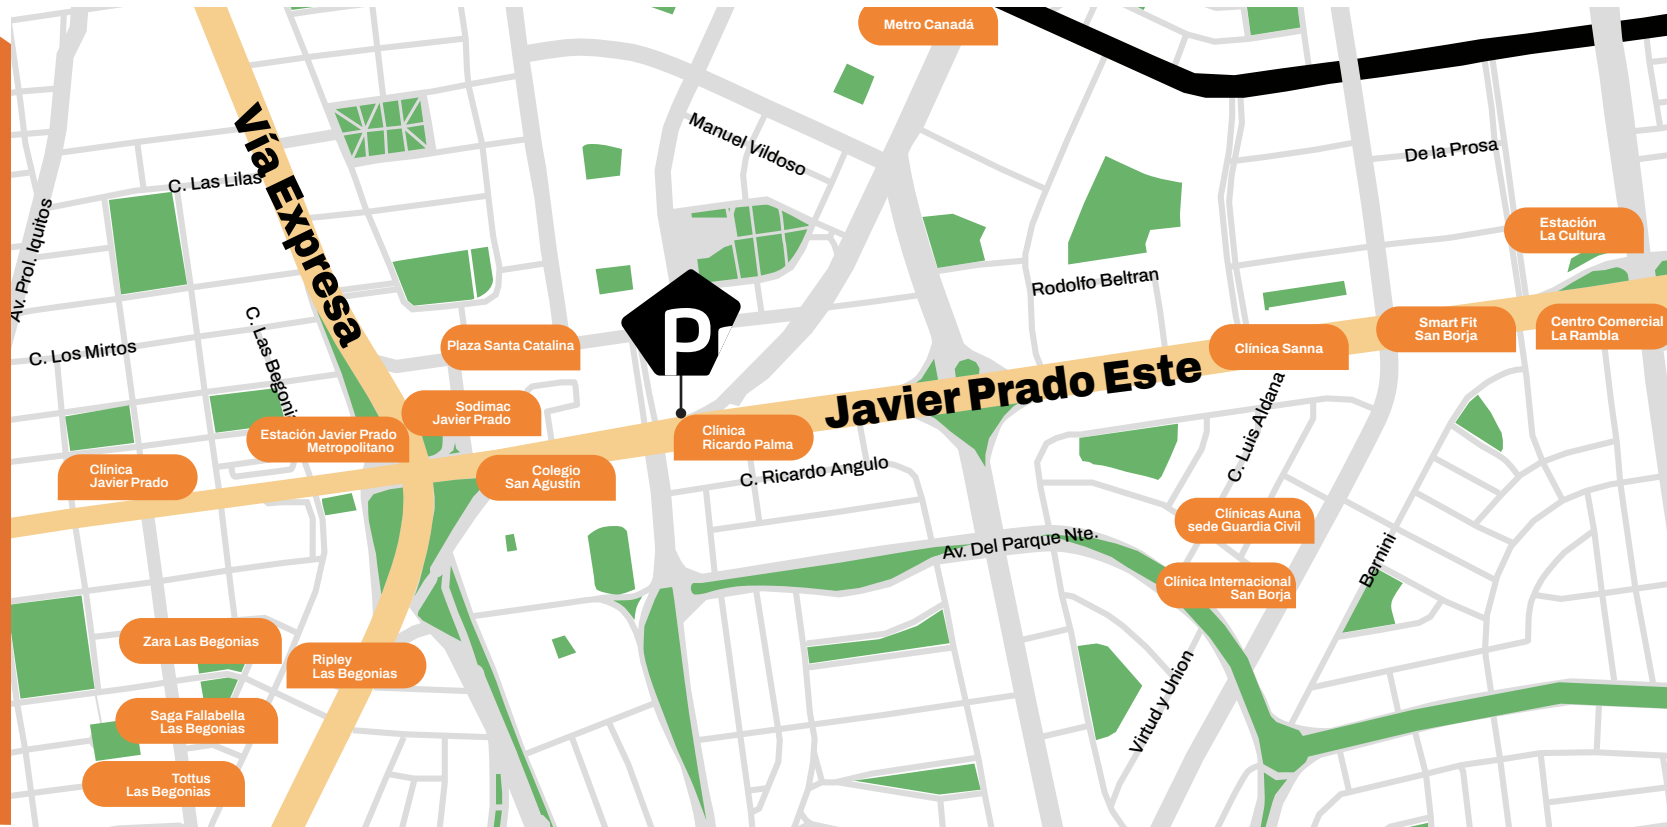 Metro Canadá
Vía Expresa
Manuel Vildoso
De la Prosa
C. Las Lilas
Av. Prol. Iquitos
Estación
La Cultura
Rodolfo Beltran
P
C. Los Mirtos
C. Las Begoni
Plaza Santa Catalina
Clínica Sanna
Smart Fit
San Borja
Centro Comercial
La Rambla
Javier Prado Este
Sodimac
Javier Prado
Estación Javier Prado
Metropolitano
Clínica
Ricardo Palma
C. Luis Aldana
Clínica
Javier Prado
Colegio
San Agustín
C. Ricardo Angulo
Clínicas Auna
sede Guardia Civil
Av. Del Parque Nte.
Bernini
Clínica Internacional
San Borja
Zara Las Begonias
Ripley
Las Begonias
Virtud y Union
Saga Fallabella
Las Begonias
Tottus
Las Begonias